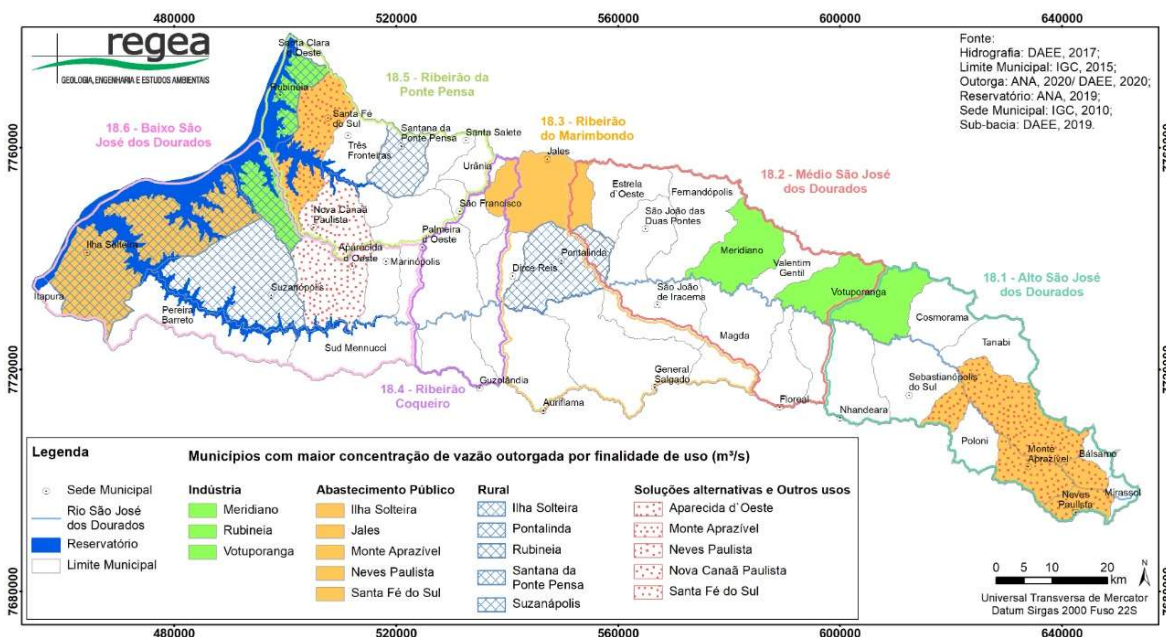 480000
520000
560000
600000
640000
regea
GEOLOGIA, ENGENHARIA E ESTUDOS AMBIENTAIS
Fonte:
Hidrografia: DAEE, 2017;
Limite Municipal: IGC, 2015;
Outorga: ANA, 2020/ DAEE, 2020;
Reservatório: ANA, 2019;
Sede Municipal: IGC, 2010;
Sub-bacia: DAEE, 2019.
7760000
7720000
7680000
18.6 - Baixo São
José dos Dourados
18.5 - Ribeirão da
Ponte Pensa
18.3 - Ribeirão
do Marimbondo
18.2 - Médio São José
dos Dourados
18.1 - Alto São José
dos Dourados
18.4 - Ribeirão
Coqueiro
Santa Clara
d'Oeste
Rubineia
Santa Fé
do Sul
Três
Fronteiras
Santana da
Ponte Pensa
Santa Salete
Urânia
Jales
São Francisco
Nova Canaã
Paulista
Palmeira
d'Oeste
Aparecida
d'Oeste
Marinópolis
Dirce Reis
Pontalinda
Estrela
d'Oeste
Fernandópolis
São João das
Duas Pontes
Meridiano
Valentim
Gentil
Votuporanga
São João
de Iracema
Cosmorama
Tanabi
Magda
Ilha Solteira
Itapura
Pereira
Barreto
Suzanópolis
Sud Mennucci
Guzolândia
Auriflama
General
Salgado
Floreal
Nhandeara
Sebastianópolis
do Sul
Poloni
Monte
Aprazível
Bálsamo
Neves
Paulista
Mirassol
Legenda
Sede Municipal
Rio São José
dos Dourados
Reservatório
Limite Municipal
Municípios com maior concentração de vazão outorgada por finalidade de uso (m³/s)
Indústria
Meridiano
Rubineia
Votuporanga
Abastecimento Público
Ilha Solteira
Jales
Monte Aprazível
Neves Paulista
Santa Fé do Sul
Rural
Ilha Solteira
Pontalinda
Rubineia
Santana da
Ponte Pensa
Suzanópolis
Soluções alternativas e Outros usos
Aparecida d`Oeste
Monte Aprazível
Neves Paulista
Nova Canaã Paulista
Santa Fé do Sul
0 5 10 20
km
N
Universal Transversa de Mercator
Datum Sirgas 2000 Fuso 22S
480000
520000
560000
600000
640000